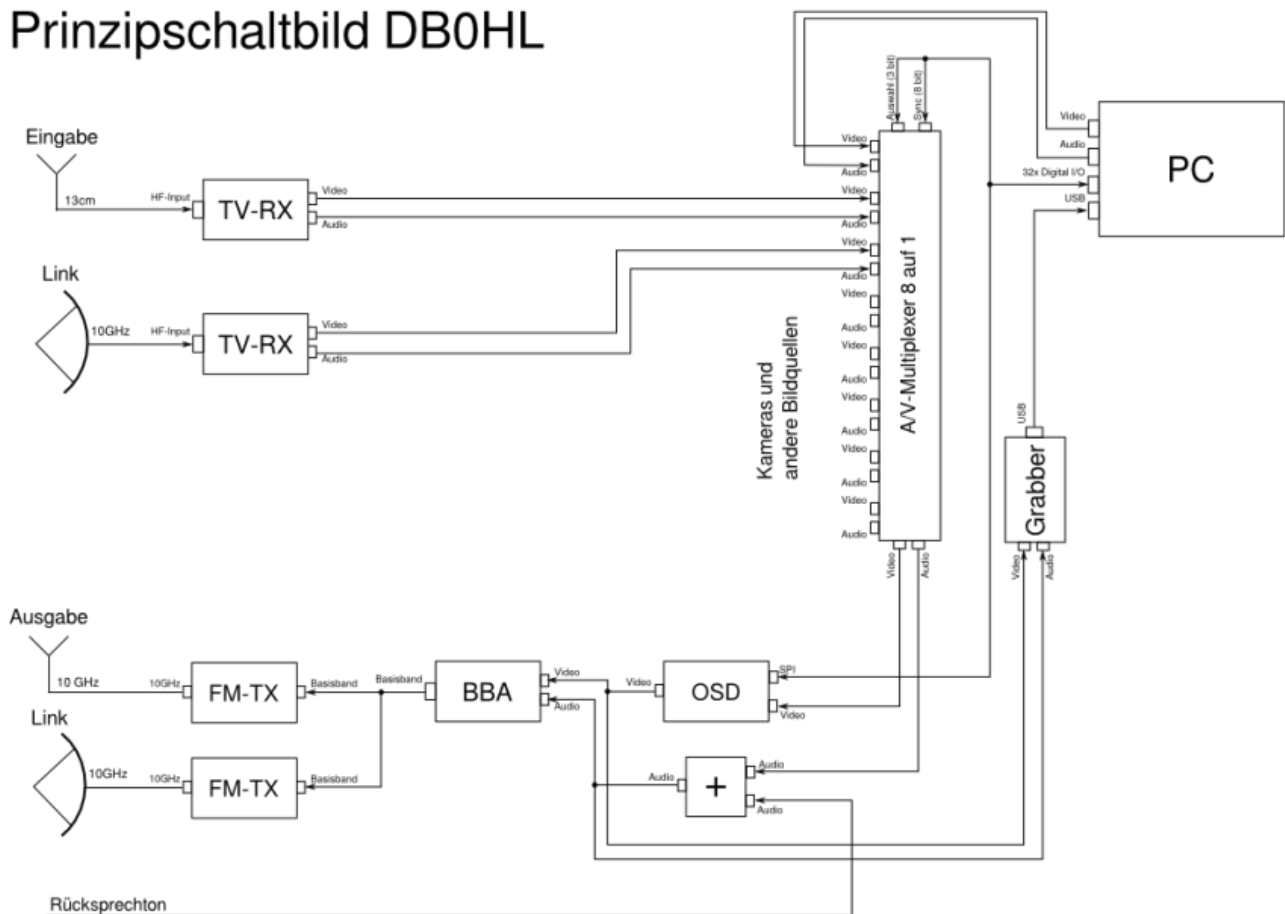 Prinzipschaltbild DB0HL
Eingabe
13cm
HF-Input
TV-RX
Video
Audio
Link
10GHz
HF-Input
TV-RX
Video
Audio
Kameras und
andere Bildquellen
Auswahl (3 bit)
Sync (8 bit)
Video
Audio
Video
Audio
Video
Audio
Video
Audio
Video
Audio
Video
Audio
Video
Audio
Video
Audio
A/V-Multiplexer 8 auf 1
Video
Audio
Video
Audio
32x Digital I/O
USB
PC
USB
Grabber
Video
Audio
Ausgabe
10 GHz
10GHz
FM-TX
Basisband
Basisband
BBA
Video
Audio
Video
OSD
SPI
Video
Link
10GHz
10GHz
FM-TX
Basisband
Audio
+
Audio
Audio
Rücksprechton